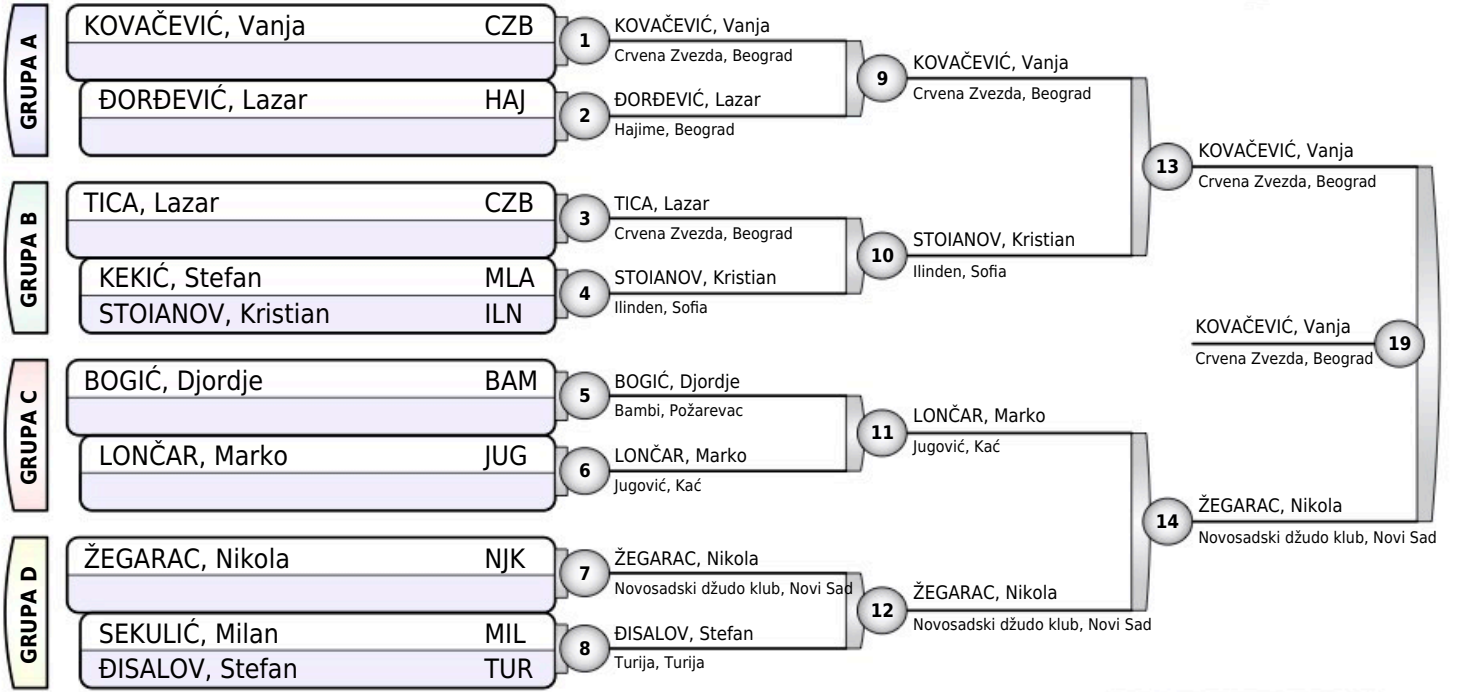 GRUPA A
KOVAČEVIĆ, Vanja CZB
ĐORĐEVIĆ, Lazar HAJ
1
KOVAČEVIĆ, Vanja
Crvena Zvezda, Beograd
2
ĐORĐEVIĆ, Lazar
Hajime, Beograd
9
KOVAČEVIĆ, Vanja
Crvena Zvezda, Beograd
GRUPA B
TICA, Lazar CZB
KEKIĆ, Stefan MLA
STOIANOV, Kristian ILN
3
TICA, Lazar
Crvena Zvezda, Beograd
4
STOIANOV, Kristian
Ilinden, Sofia
10
STOIANOV, Kristian
Ilinden, Sofia
13
KOVAČEVIĆ, Vanja
Crvena Zvezda, Beograd
GRUPA C
BOGIĆ, Djordje BAM
LONČAR, Marko JUG
5
BOGIĆ, Djordje
Bambi, Požarevac
6
LONČAR, Marko
Jugović, Kać
11
LONČAR, Marko
Jugović, Kać
GRUPA D
ŽEGARAC, Nikola NJK
SEKULIĆ, Milan MIL
ĐISALOV, Stefan TUR
7
ŽEGARAC, Nikola
Novosadski džudo klub, Novi Sad
8
ĐISALOV, Stefan
Turija, Turija
12
ŽEGARAC, Nikola
Novosadski džudo klub, Novi Sad
14
ŽEGARAC, Nikola
Novosadski džudo klub, Novi Sad
KOVAČEVIĆ, Vanja
Crvena Zvezda, Beograd
19